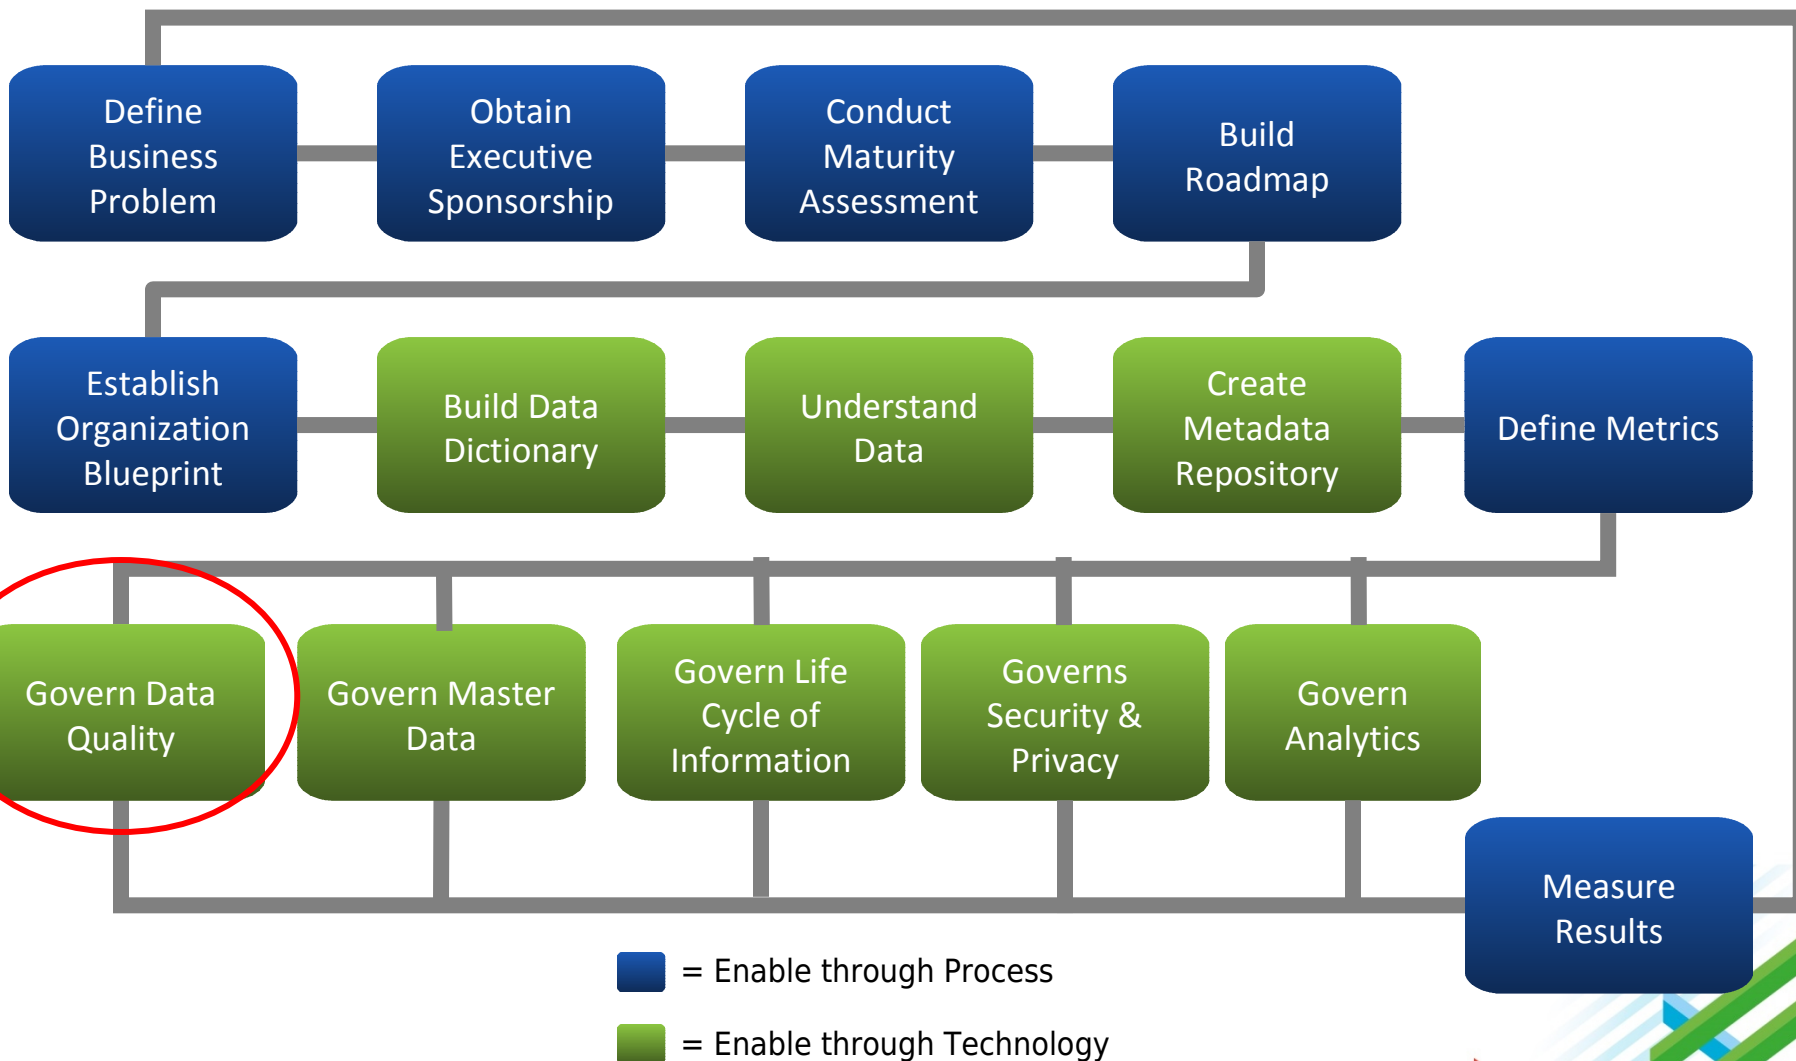 Define
Business
Problem
Obtain
Executive
Sponsorship
Conduct
Maturity
Assessment
Build
Roadmap
Establish
Organization
Blueprint
Build Data
Dictionary
Understand
Data
Create
Metadata
Repository
Define Metrics
Govern Data
Quality
Govern Master
Data
Govern Life
Cycle of
Information
Governs
Security &
Privacy
Govern
Analytics
Measure
Results
= Enable through Process
= Enable through Technology